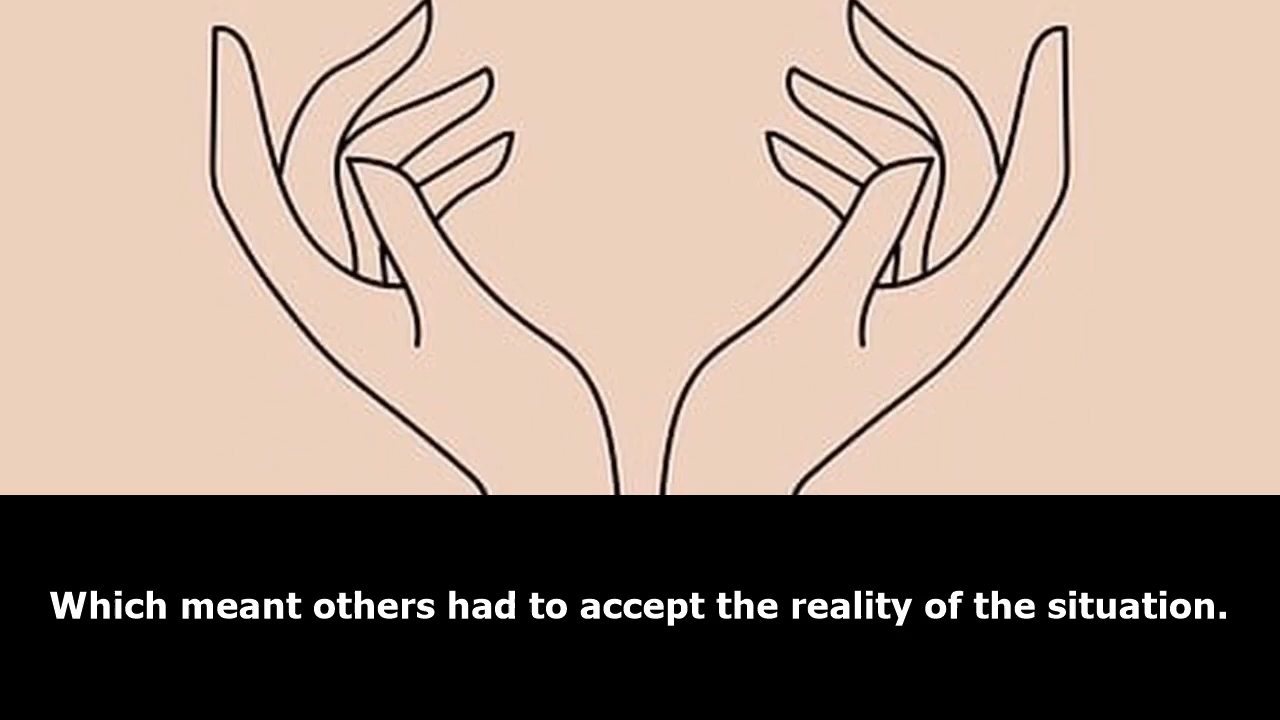 Which meant others had to accept the reality of the situation.